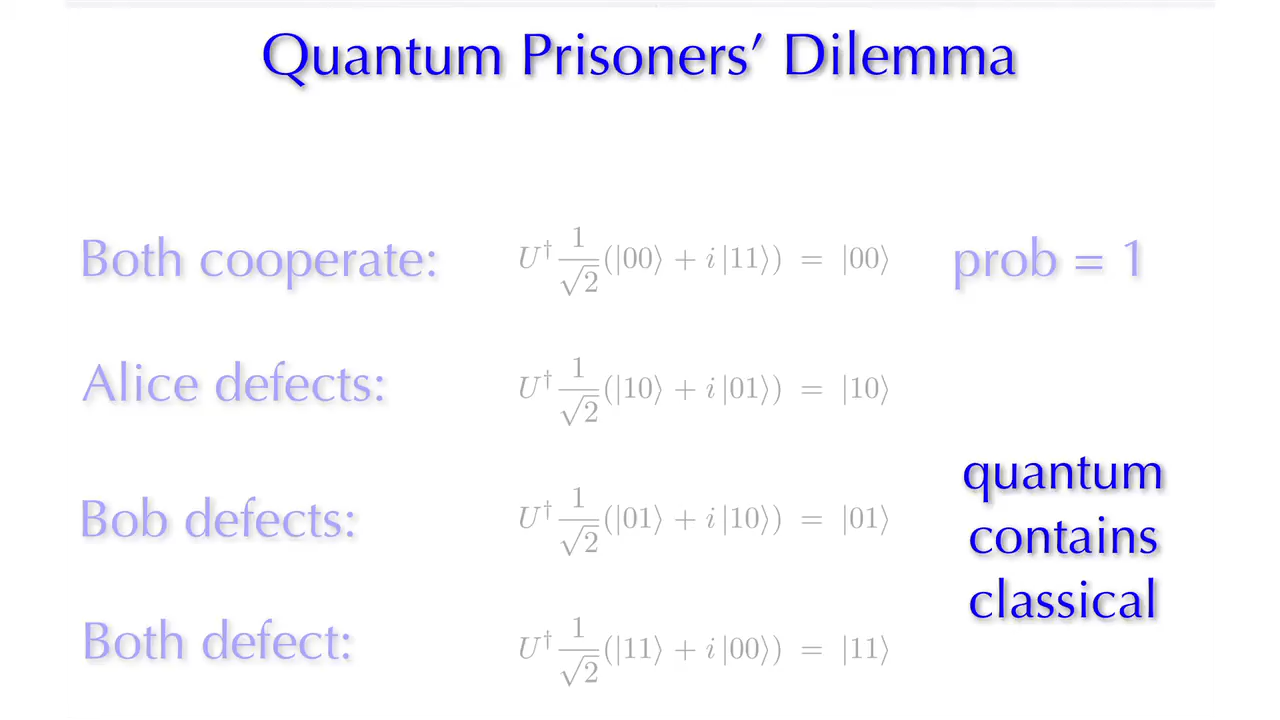 Quantum Prisoners’ Dilemma
Both cooperate: U† 1/√2 (|00⟩ + i |11⟩) = |00⟩ prob = 1
Alice defects: U† 1/√2 (|10⟩ + i |01⟩) = |10⟩
Bob defects: U† 1/√2 (|01⟩ + i |10⟩) = |01⟩
Both defect: U† 1/√2 (|11⟩ + i |00⟩) = |11⟩
quantum
contains
classical